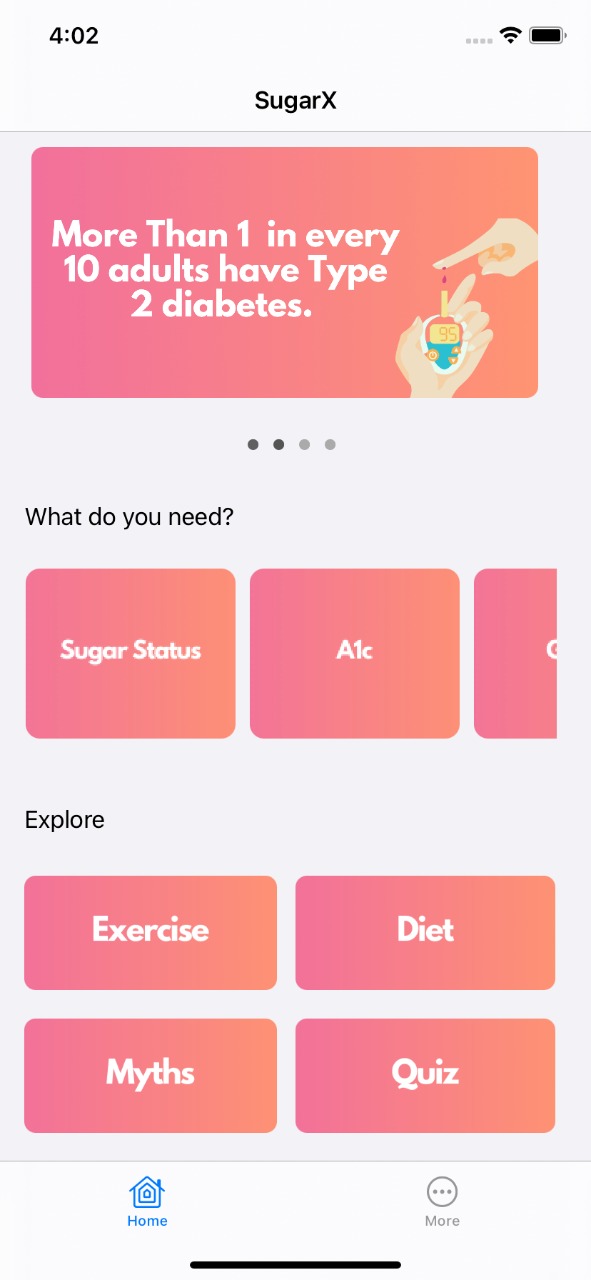 4:02
SugarX
More Than 1 in every
10 adults have Type
2 diabetes.
95
What do you need?
Sugar Status
A1c
Explore
Exercise
Diet
Myths
Quiz
Home
More